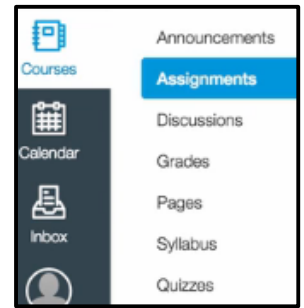 Courses
Calendar
Inbox
Announcements
Assignments
Discussions
Grades
Pages
Syllabus
Quizzes